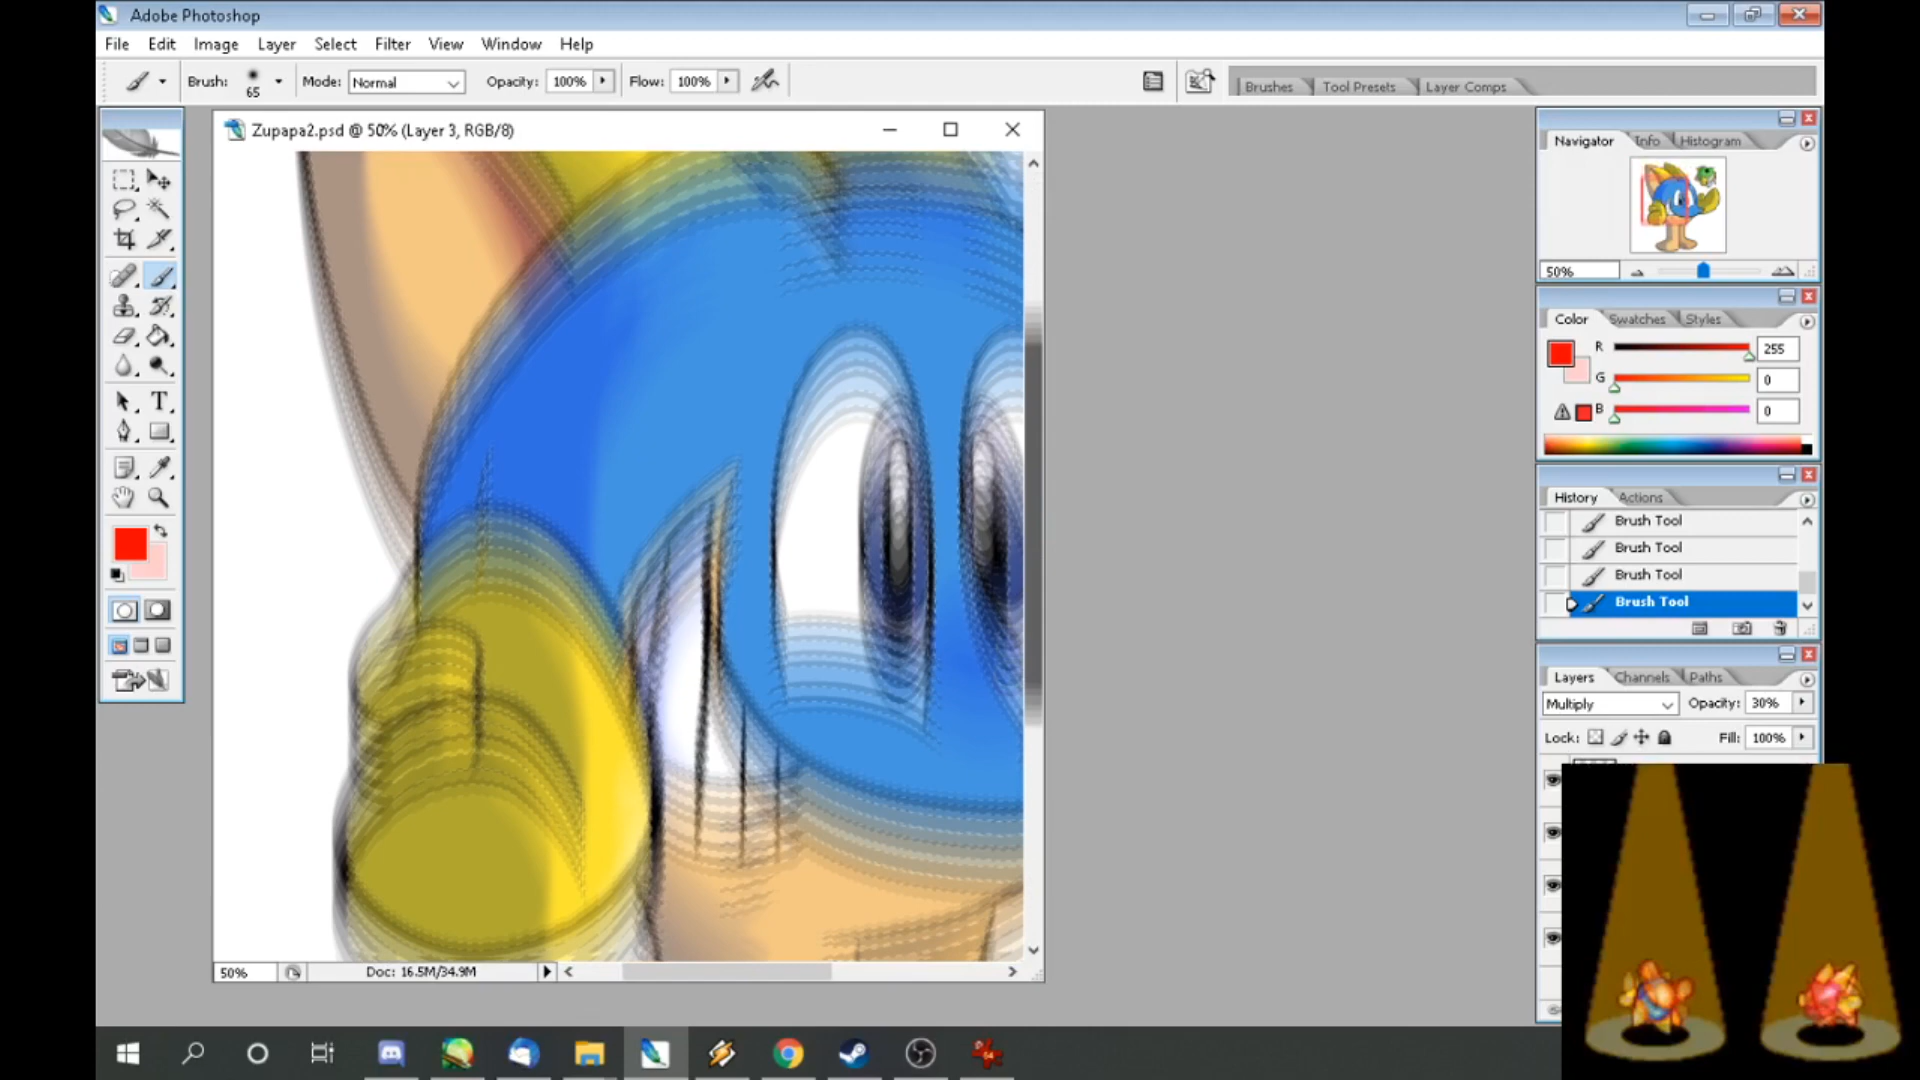 Adobe Photoshop
File Edit Image Layer Select Filter View Window Help
Brush: 65 Mode: Normal Opacity: 100% Flow: 100% Brushes Tool Presets Layer Comps
Zupapa2.psd @ 50% (Layer 3, RGB/8)
Navigator Info Histogram
50%
Color Swatches Styles
R 255
G 0
B 0
History Actions
Brush Tool
Brush Tool
Brush Tool
Brush Tool
Layers Channels Paths
Multiply Opacity: 30%
Lock: Fill: 100%
50% Doc: 16.5M/34.9M